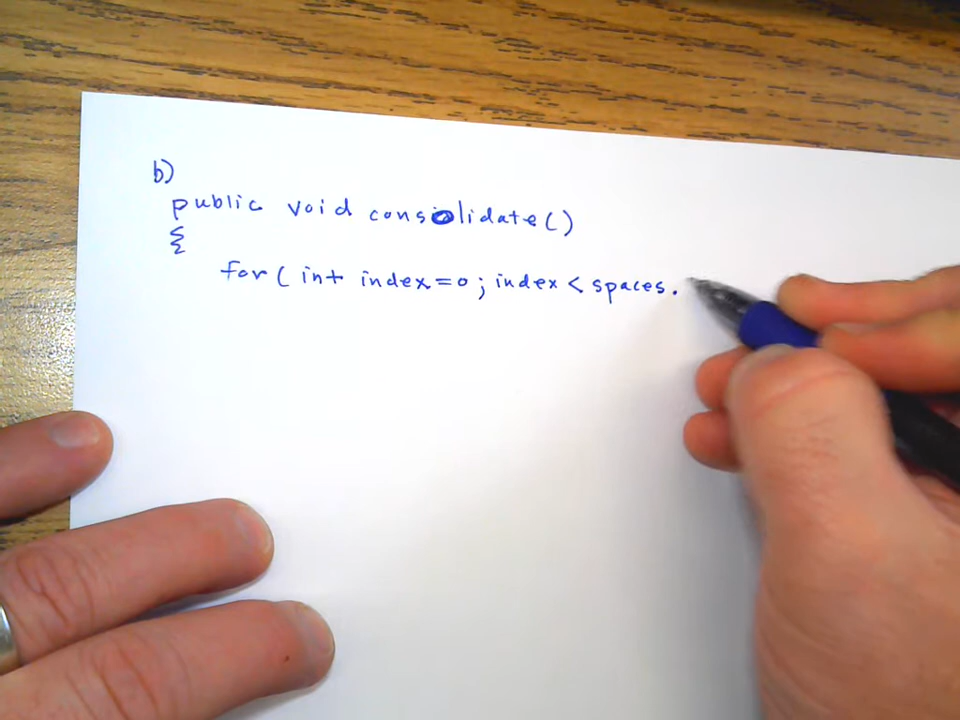 b)
public void consolidate()
{
for( int index=0; index < spaces.